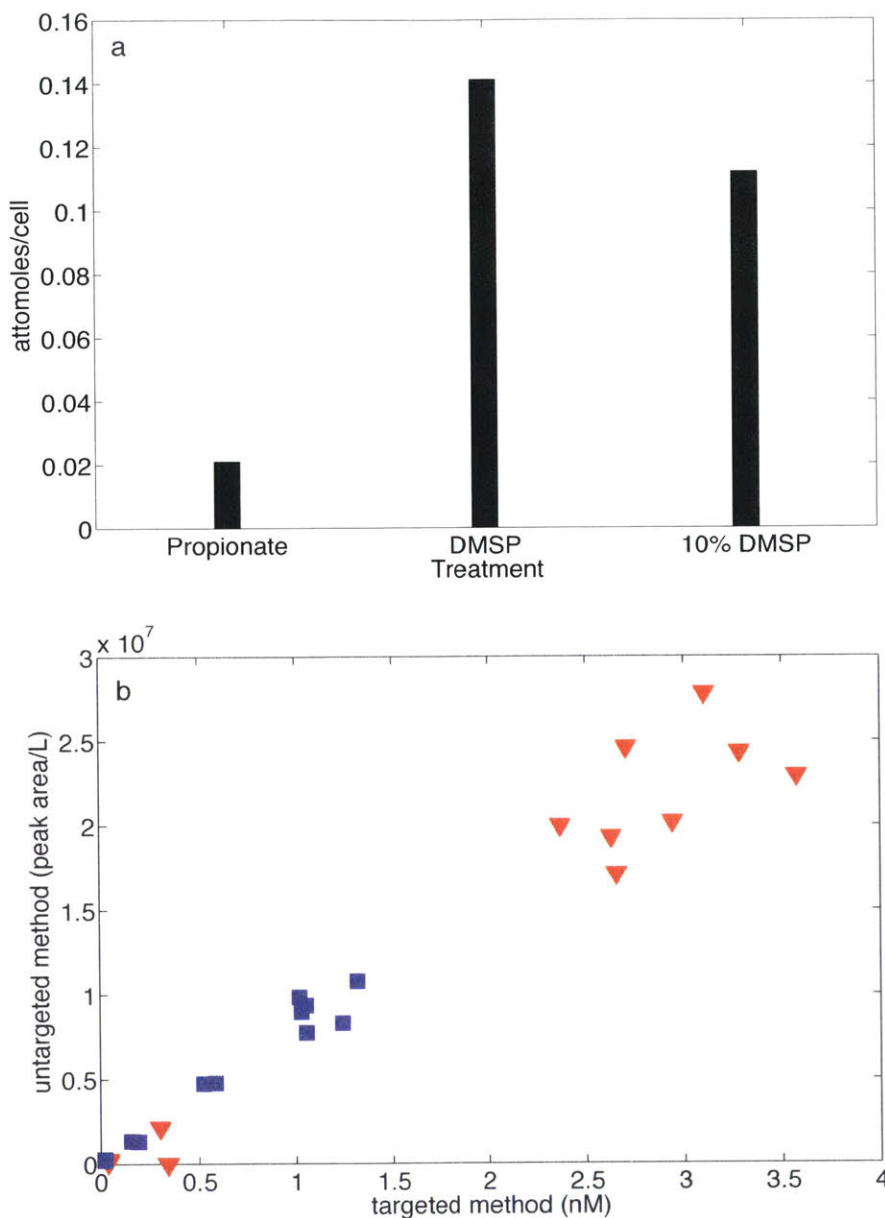 a
0.16
0.14
0.12
0.1
0.08
0.06
0.04
0.02
0
attomoles/cell
Propionate DMSP 10% DMSP
Treatment
x 10^7
b
3
2.5
2
1.5
1
0.5
0
untargeted method (peak area/L)
0 0.5 1 1.5 2 2.5 3 3.5 4
targeted method (nM)